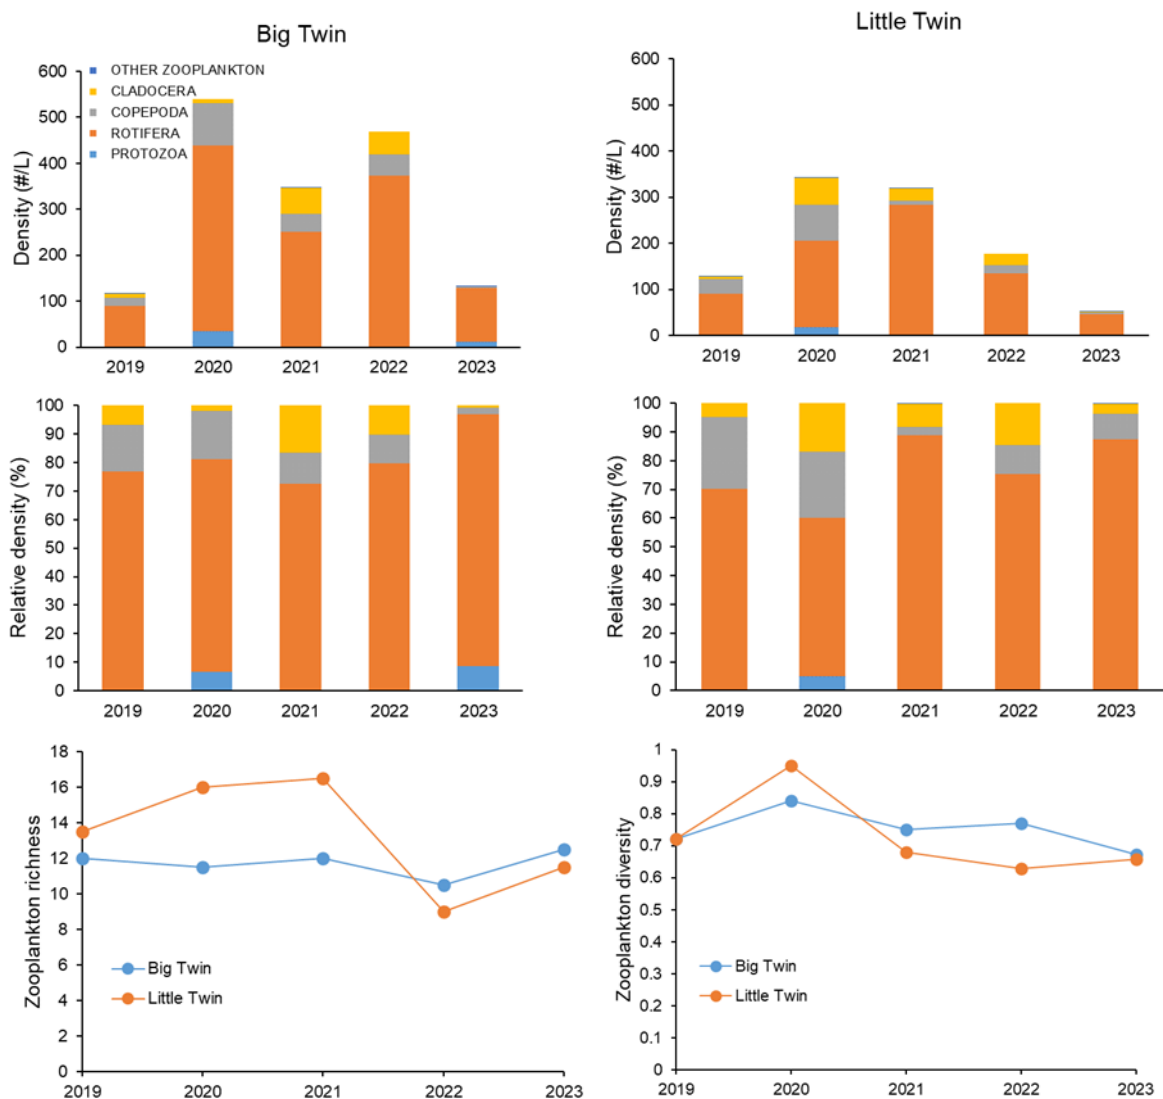 Big Twin
Little Twin
600
500
400
300
200
100
0
Density (#/L)
OTHER ZOOPLANKTON
CLADOCERA
COPEPODA
ROTIFERA
PROTOZOA
2019 2020 2021 2022 2023
600
500
400
300
200
100
0
Density (#/L)
2019 2020 2021 2022 2023
100
90
80
70
60
50
40
30
20
10
0
Relative density (%)
2019 2020 2021 2022 2023
100
90
80
70
60
50
40
30
20
10
0
Relative density (%)
2019 2020 2021 2022 2023
18
16
14
12
10
8
6
4
2
0
Zooplankton richness
Big Twin
Little Twin
2019 2020 2021 2022 2023
1
0.9
0.8
0.7
0.6
0.5
0.4
0.3
0.2
0.1
0
Zooplankton diversity
Big Twin
Little Twin
2019 2020 2021 2022 2023